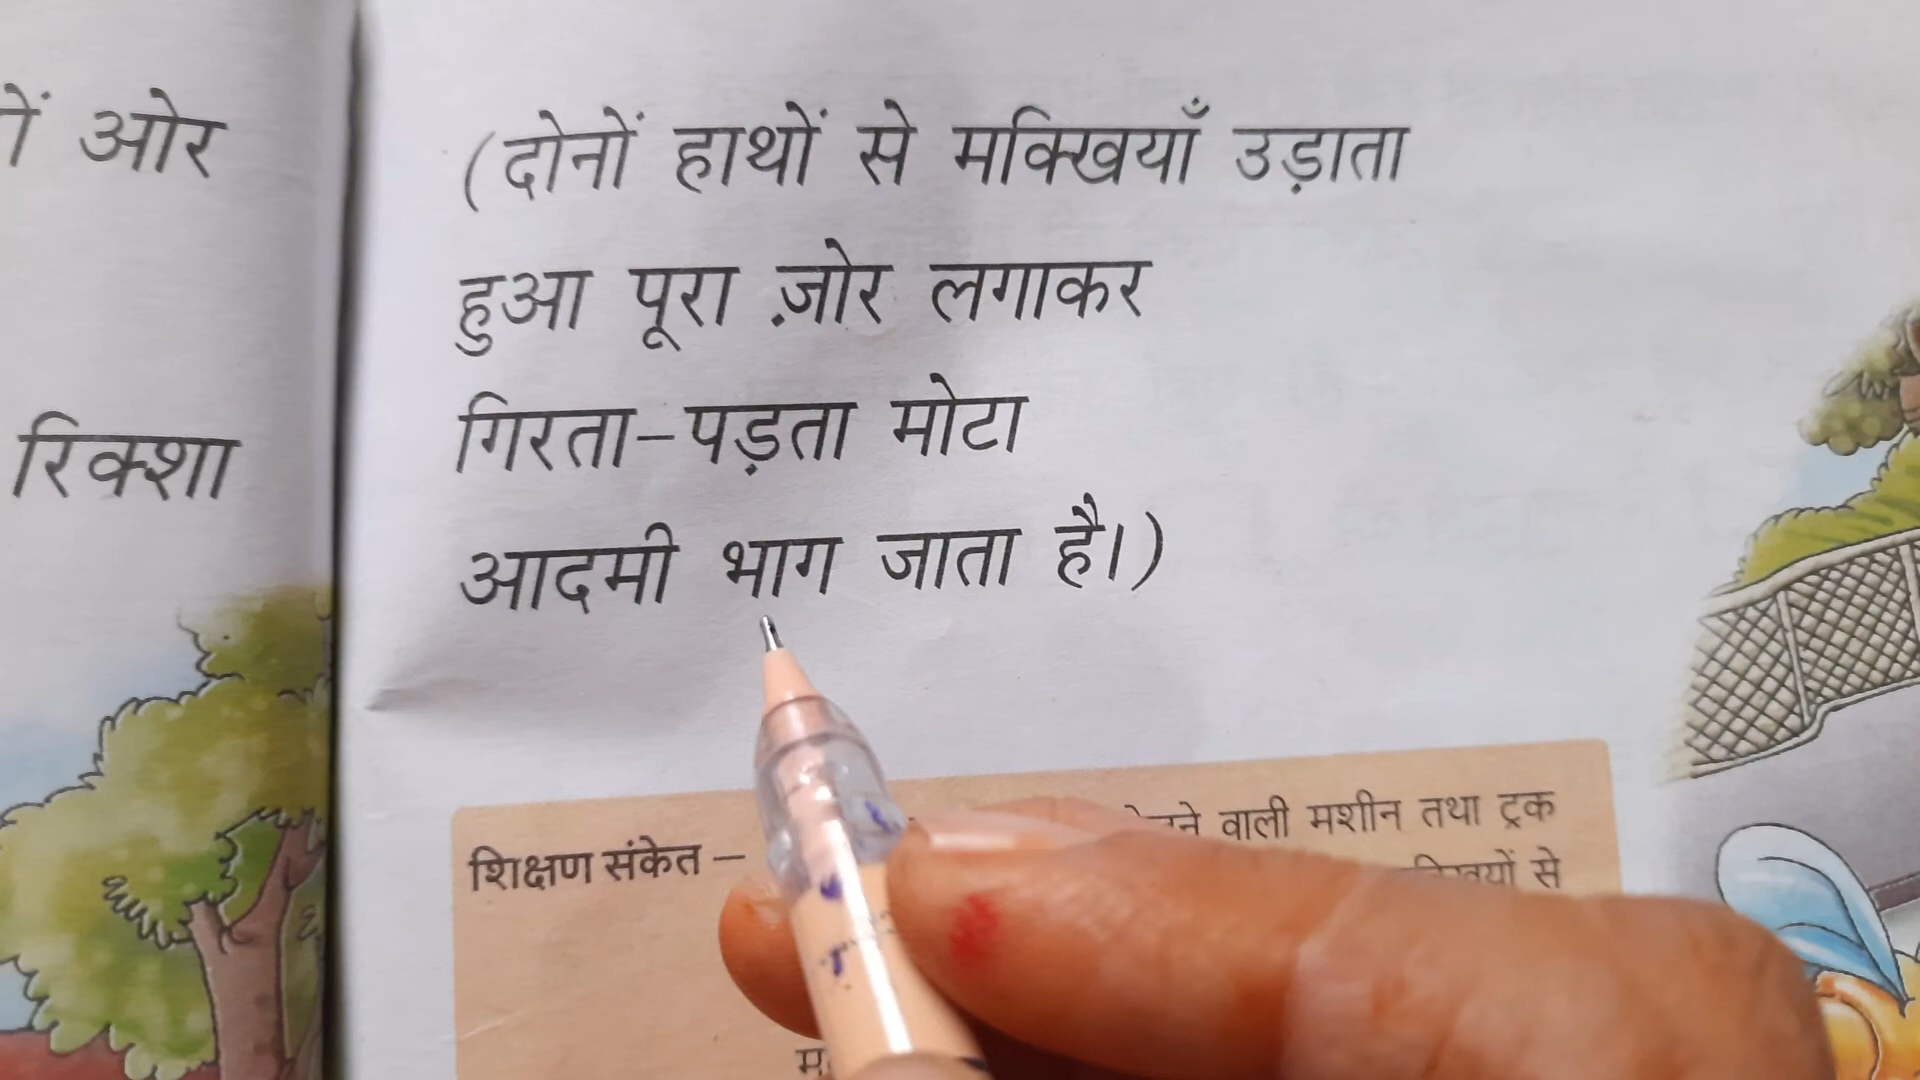 ओर
रिक्शा
(दोनों हाथों से मक्खियाँ उड़ाता
हुआ पूरा ज़ोर लगाकर
गिरता-पड़ता मोटा
आदमी भाग जाता है।)
शिक्षण संकेत – वाली मशीन तथा ट्रक
से